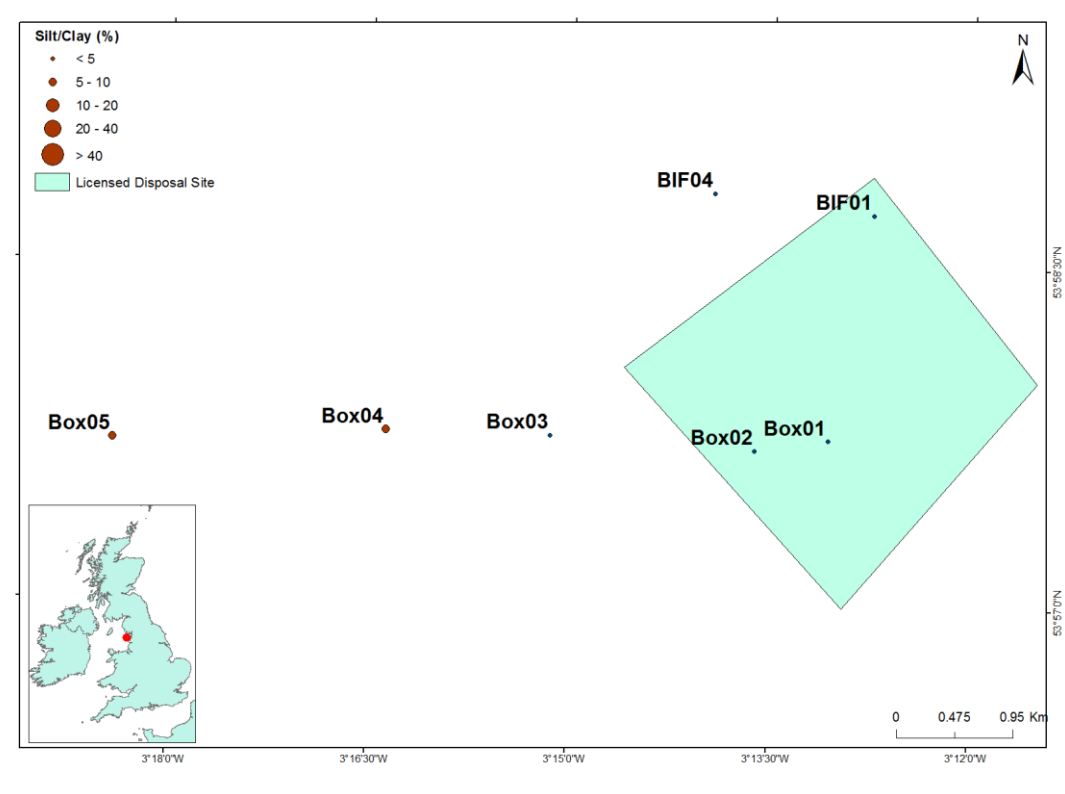 Silt/Clay (%)
< 5
5 - 10
10 - 20
20 - 40
> 40
Licensed Disposal Site
N
BIF04
BIF01
53°58'30"N
Box05
Box04
Box03
Box02
Box01
53°57'0"N
0 0.475 0.95 Km
3°18'0"W 3°16'30"W 3°15'0"W 3°13'30"W 3°12'0"W